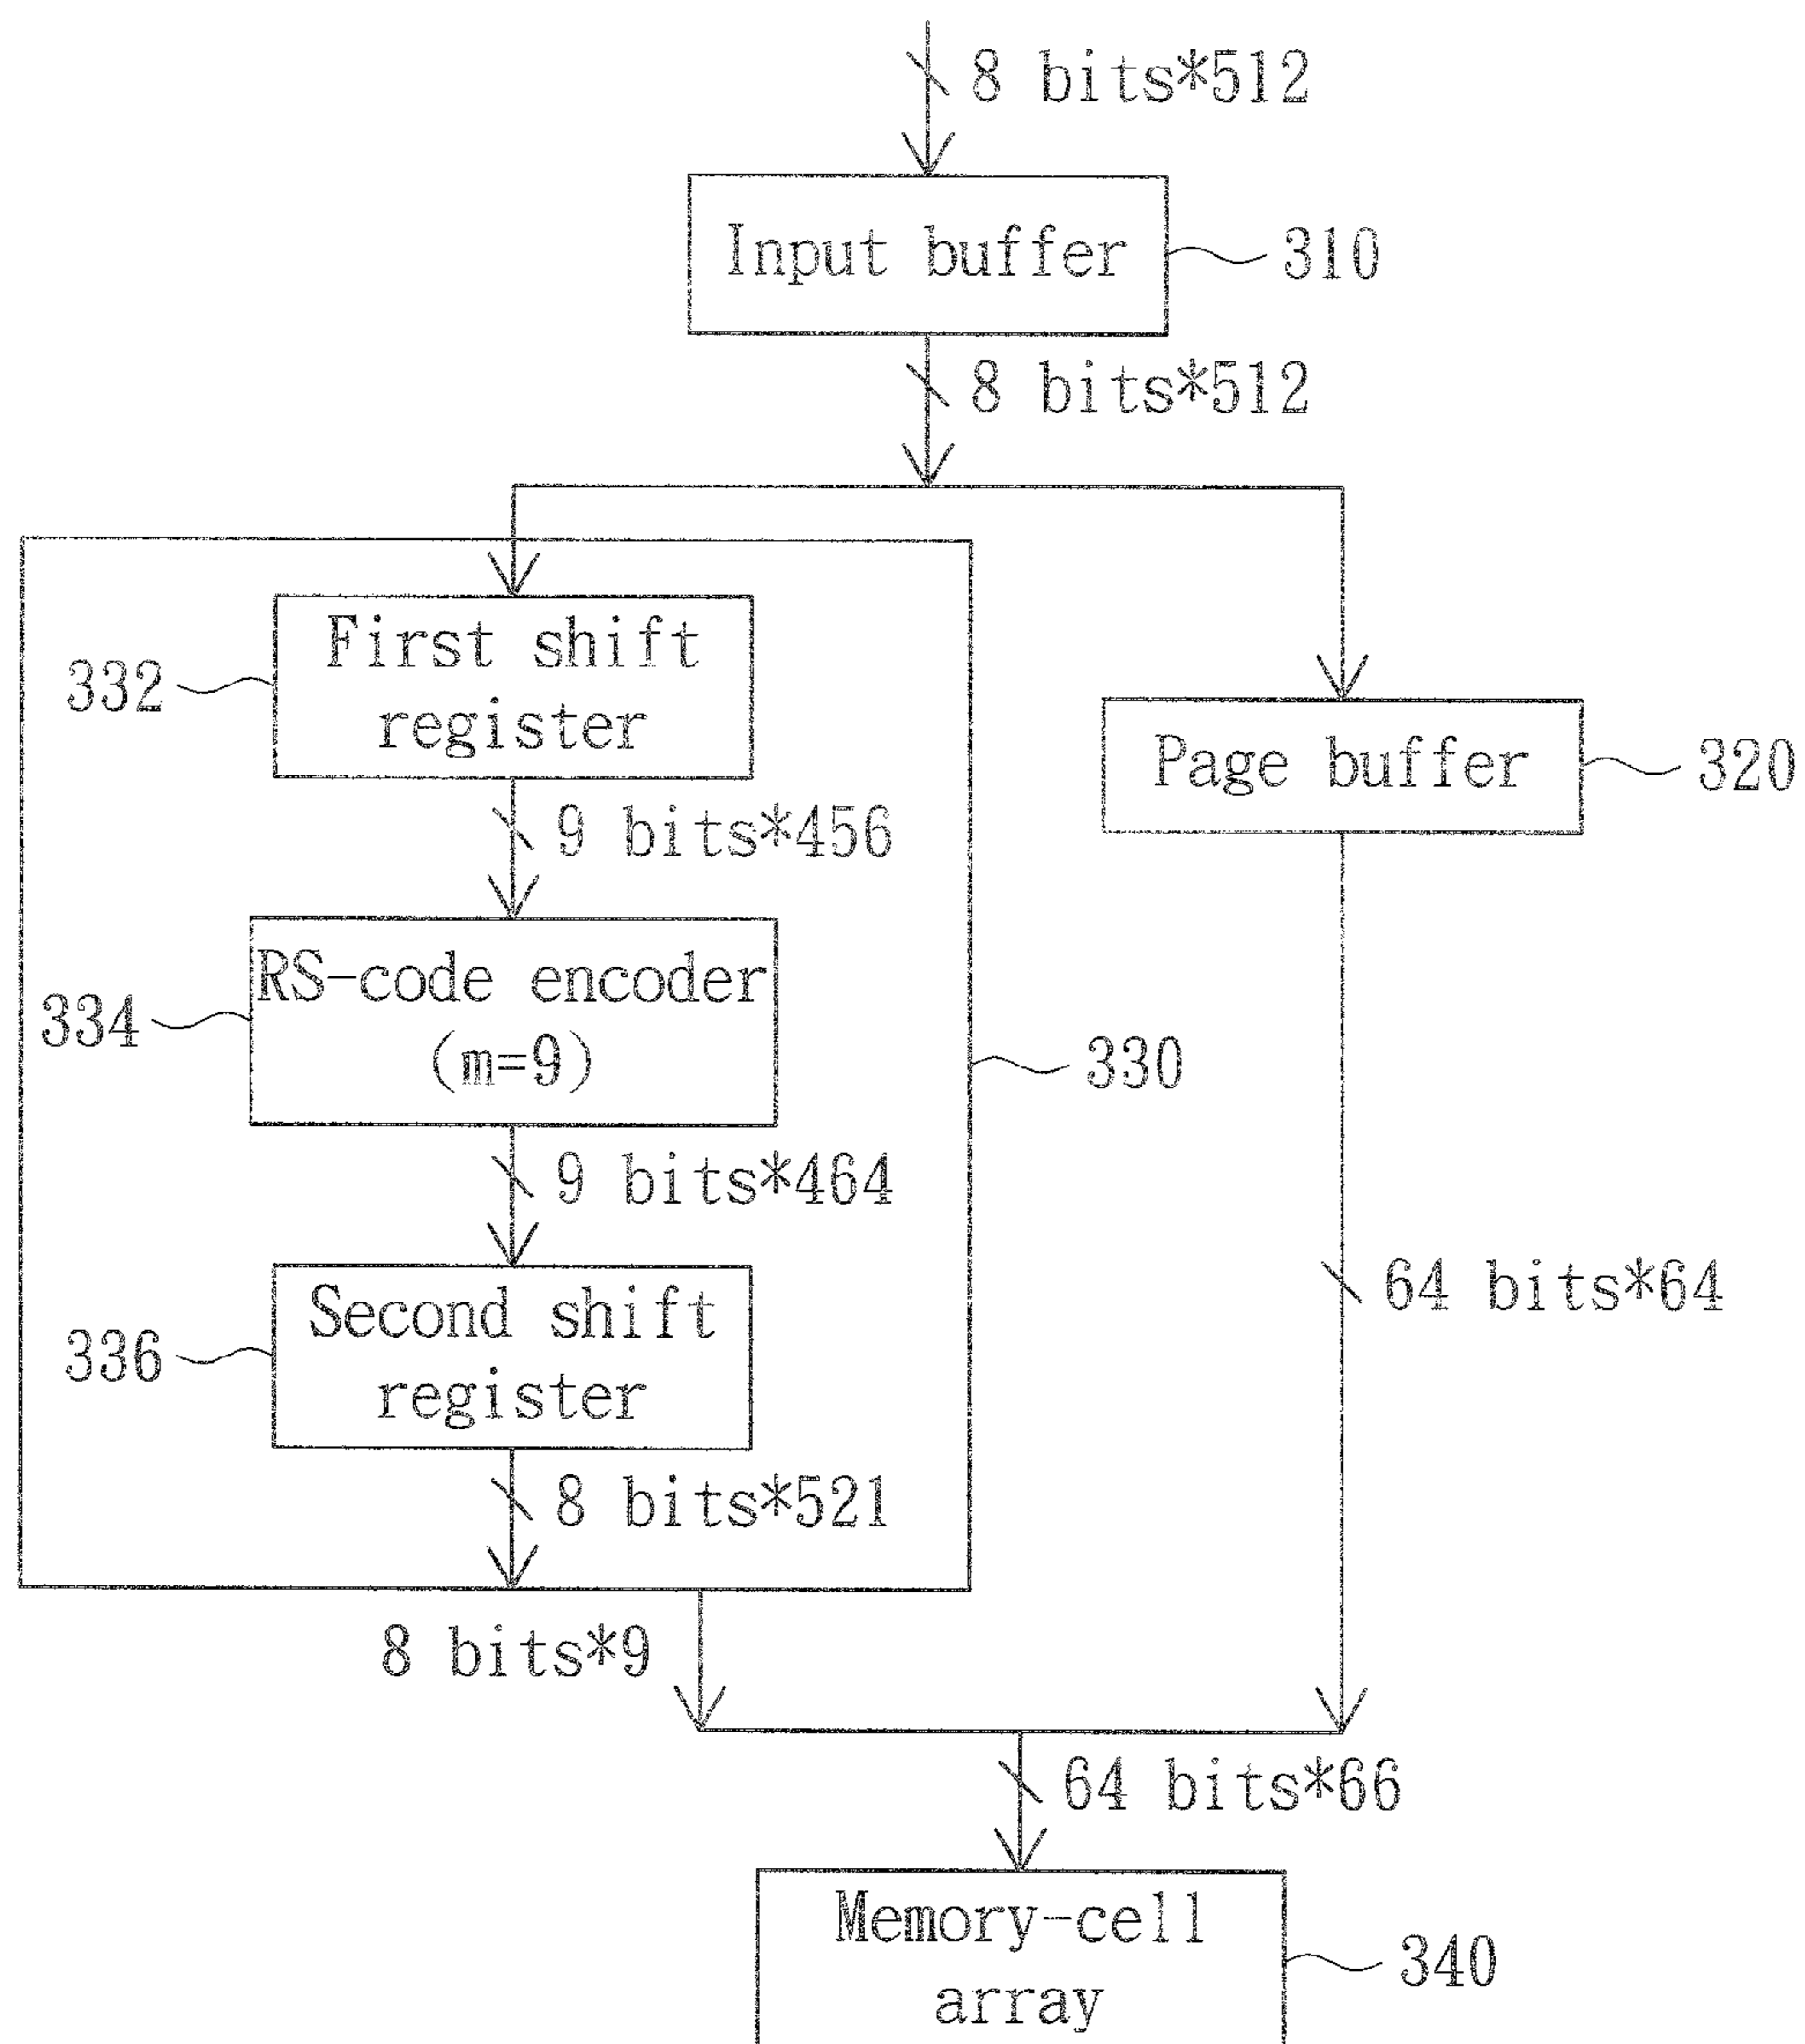 8 bits*512
Input buffer
310
8 bits*512
First shift
register
332
Page buffer
320
9 bits*456
RS-code encoder
(m=9)
334
330
9 bits*464
Second shift
register
336
64 bits*64
8 bits*521
8 bits*9
64 bits*66
Memory-cell
array
340